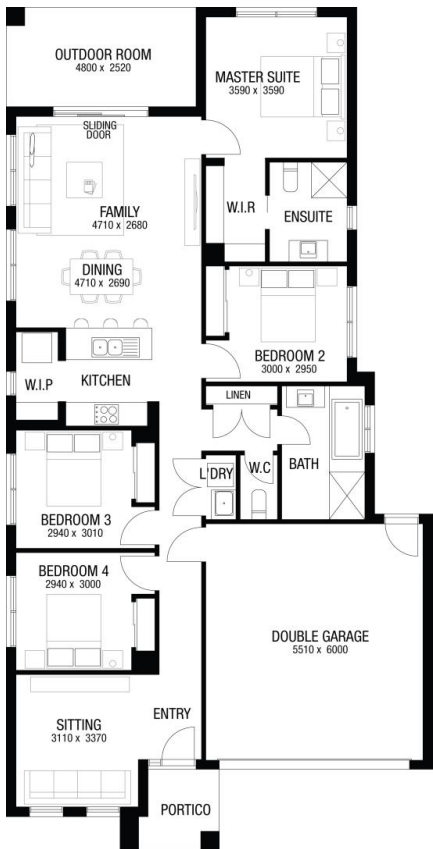 OUTDOOR ROOM
4800 x 2520
MASTER SUITE
3590 x 3590
SLIDING
DOOR
FAMILY
4710 x 2680
W.I.R
ENSUITE
DINING
4710 x 2690
BEDROOM 2
3000 x 2950
W.I.P
KITCHEN
LINEN
L'DRY
W.C
BATH
BEDROOM 3
2940 x 3010
BEDROOM 4
2940 x 3000
DOUBLE GARAGE
5510 x 6000
SITTING
3110 x 3370
ENTRY
PORTICO